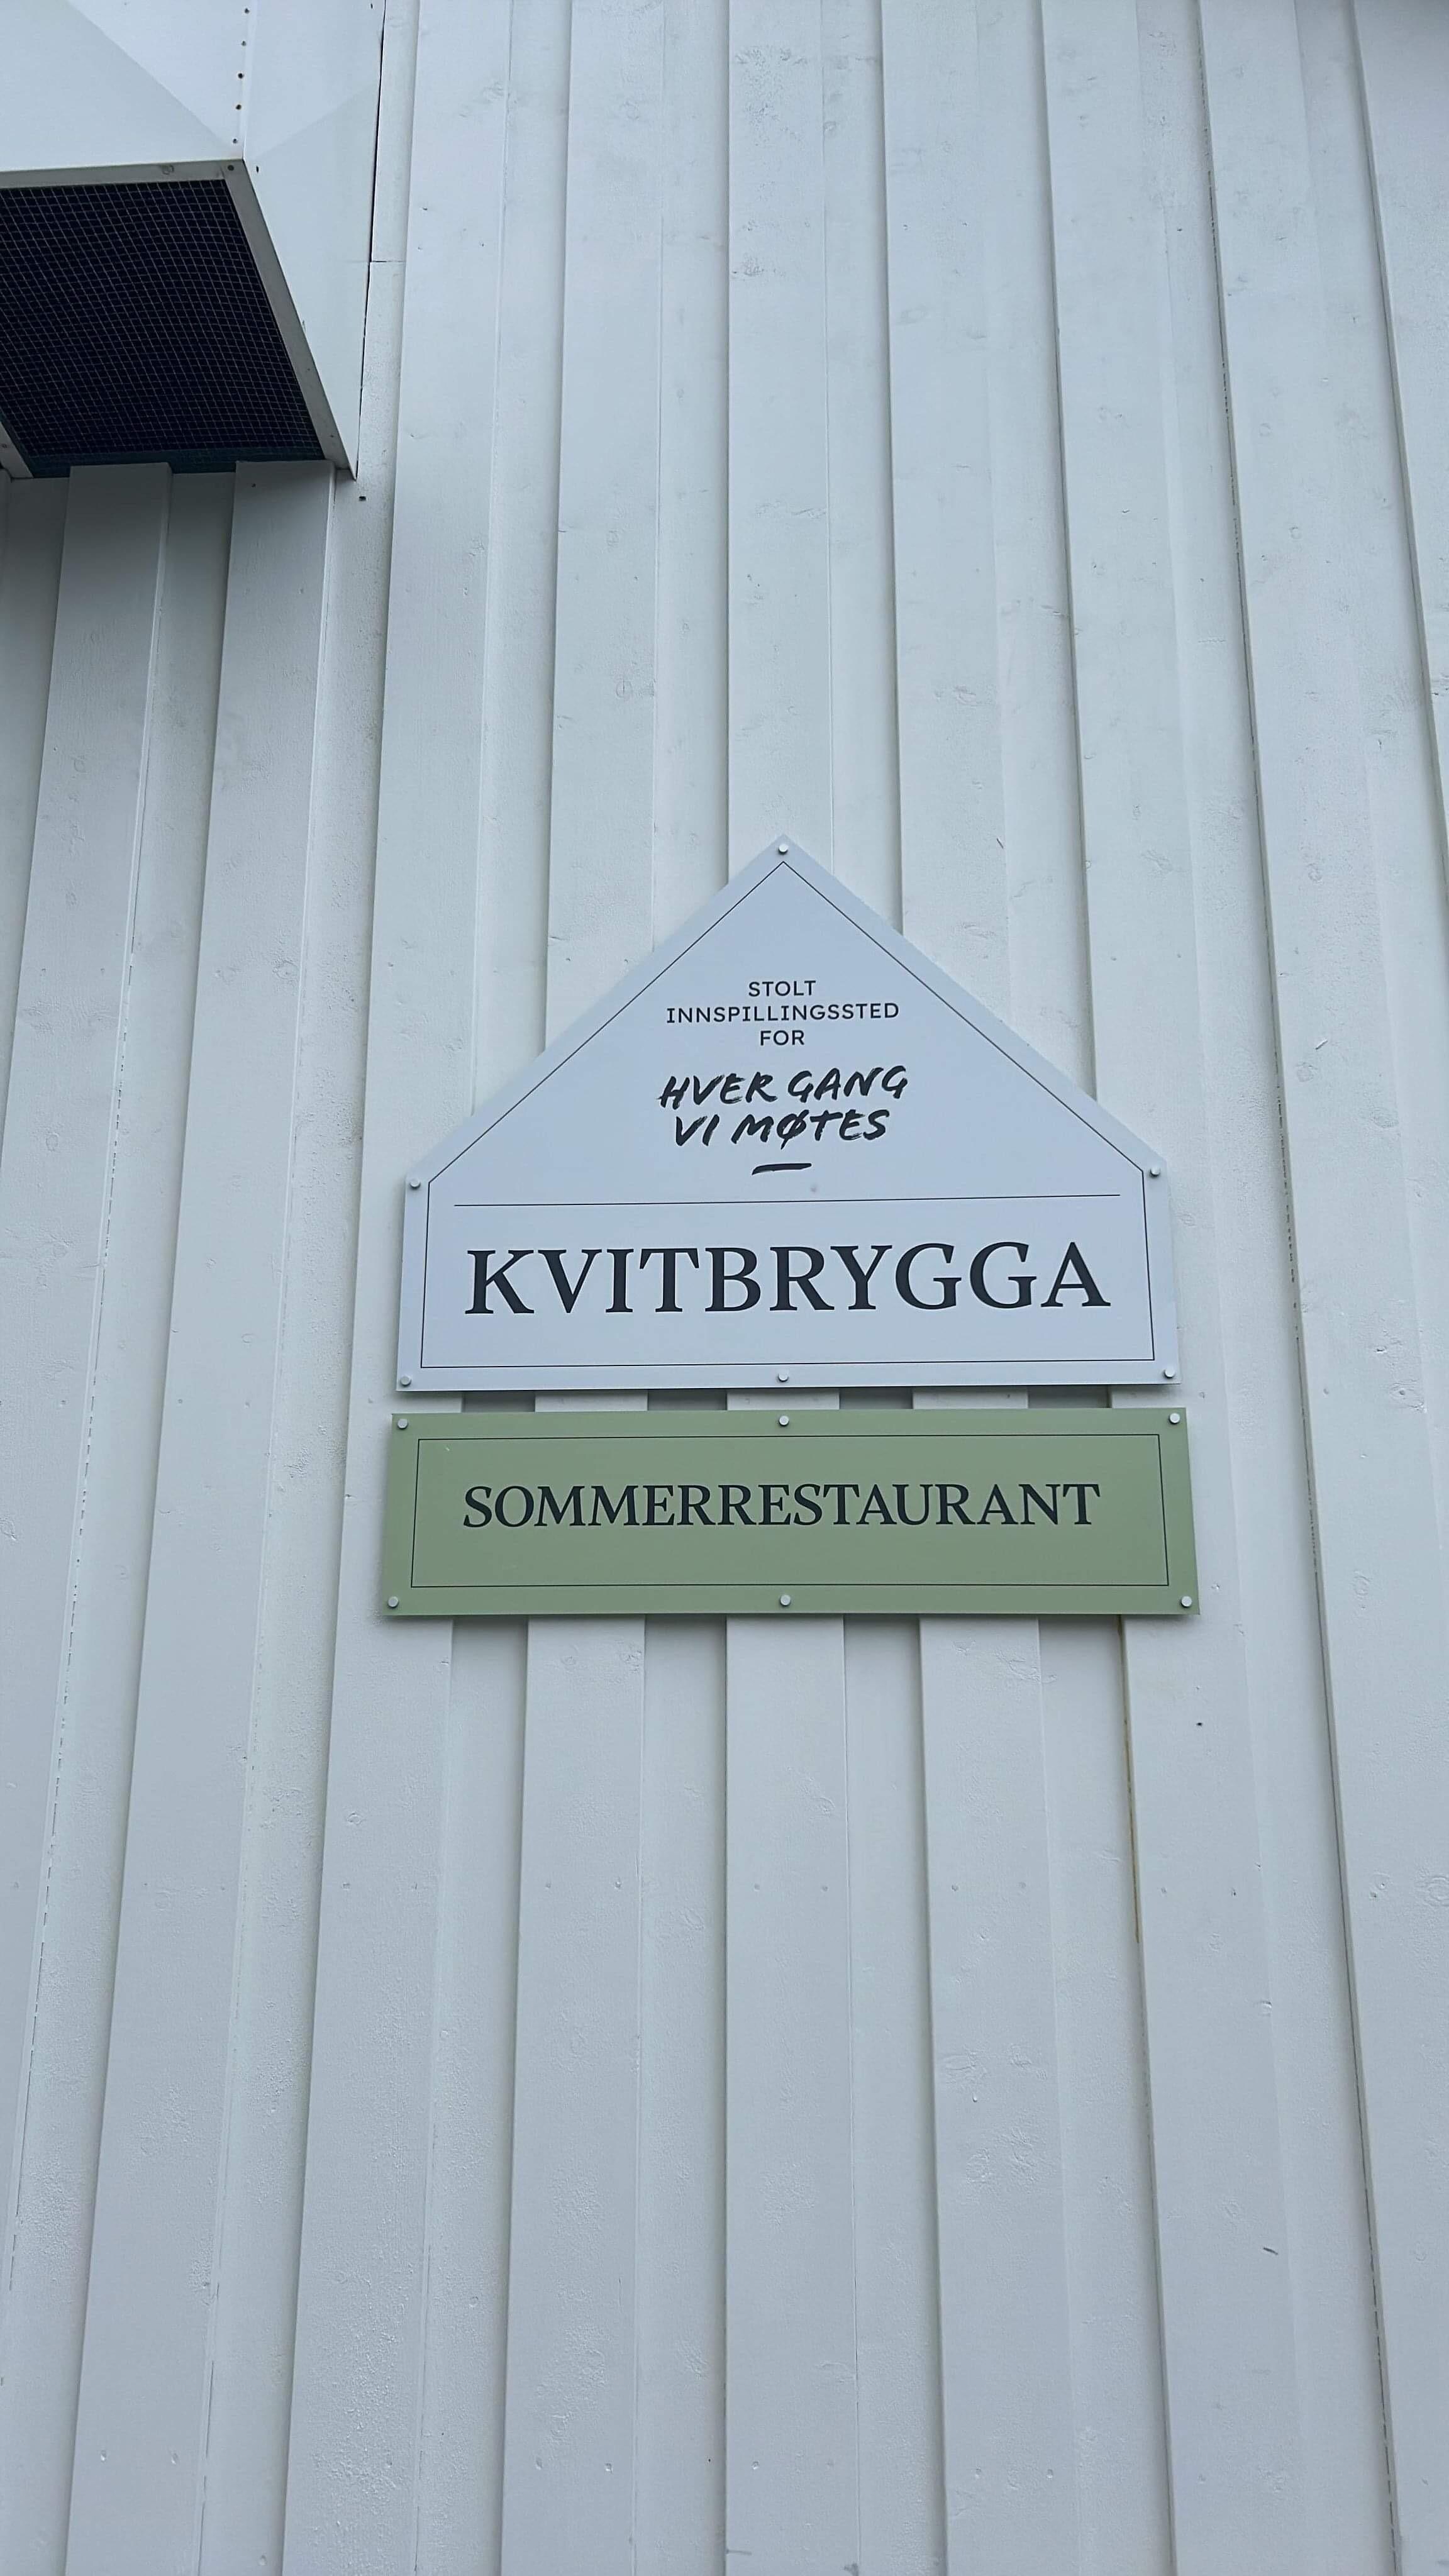 STOLT
INNSPILLINGSSTED
FOR
HVER GANG
VI MØTES
KVITBRYGGA
SOMMERRESTAURANT